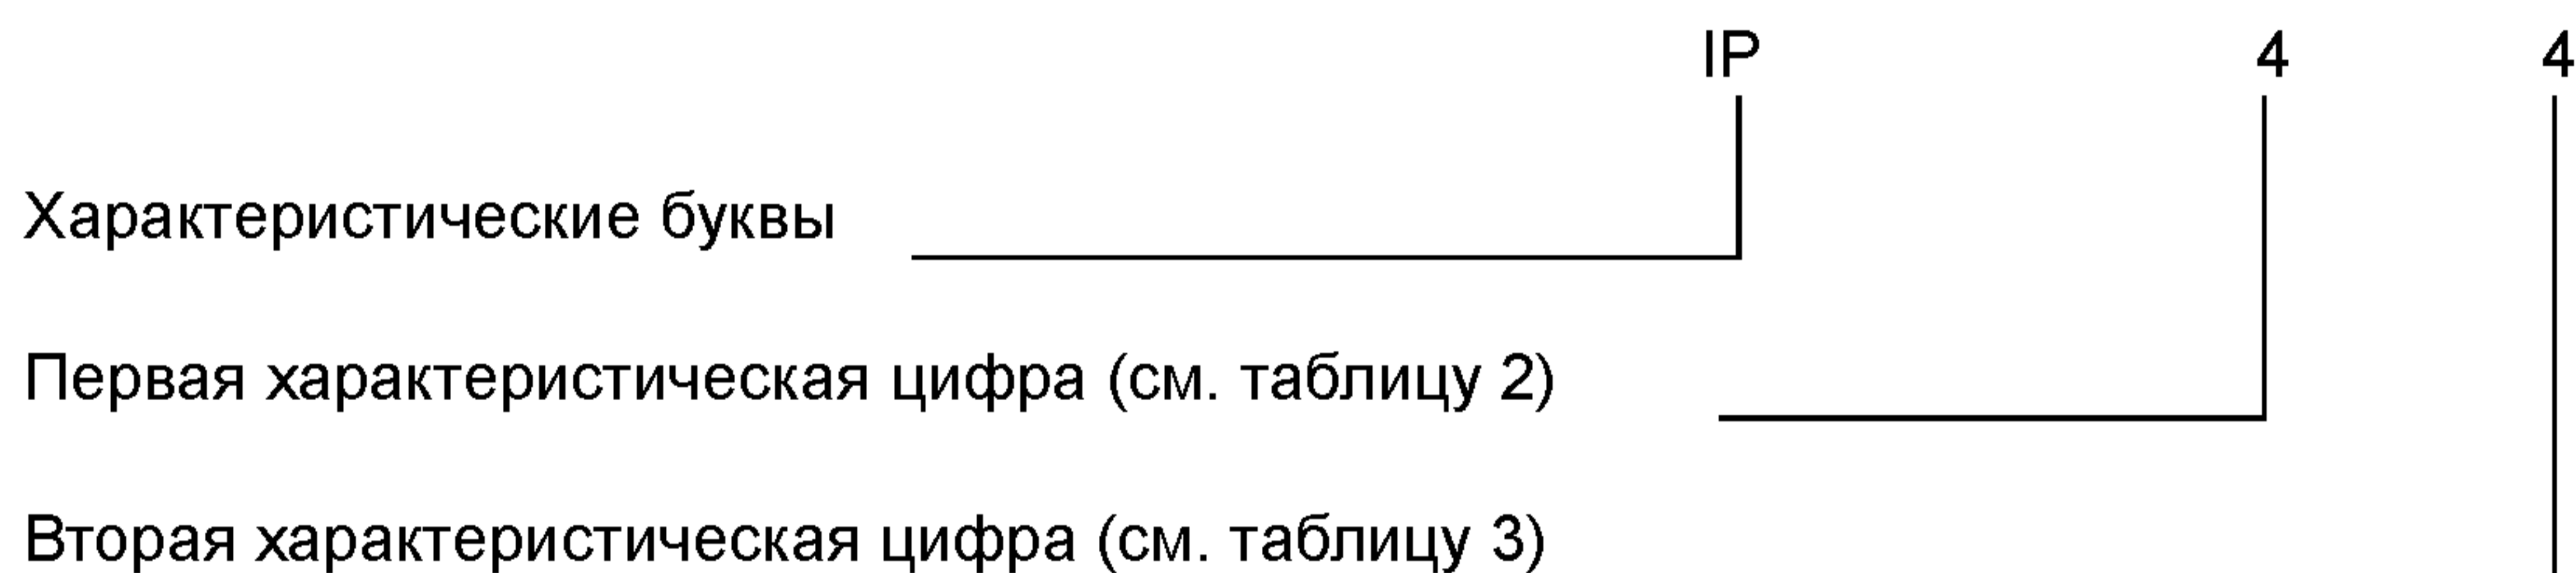 IP 4 4
Характеристические буквы
Первая характеристическая цифра (см. таблицу 2)
Вторая характеристическая цифра (см. таблицу 3)